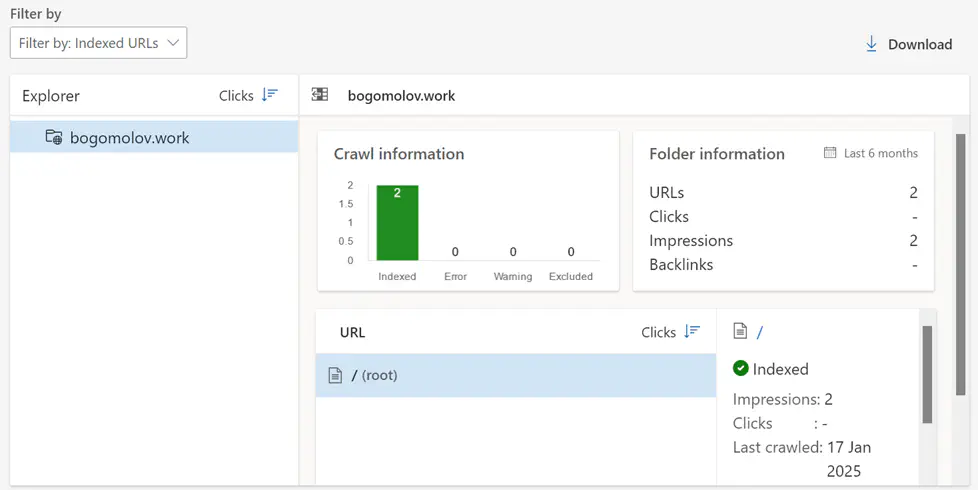 Filter by
Filter by: Indexed URLs
Download
Explorer
Clicks
bogomolov.work
bogomolov.work
Crawl information
2
1.5
1
0.5
0
2
0
0
0
Indexed
Error
Warning
Excluded
Folder information
Last 6 months
URLs 2
Clicks -
Impressions 2
Backlinks -
URL
Clicks
/ (root)
/
Indexed
Impressions: 2
Clicks : -
Last crawled: 17 Jan
2025